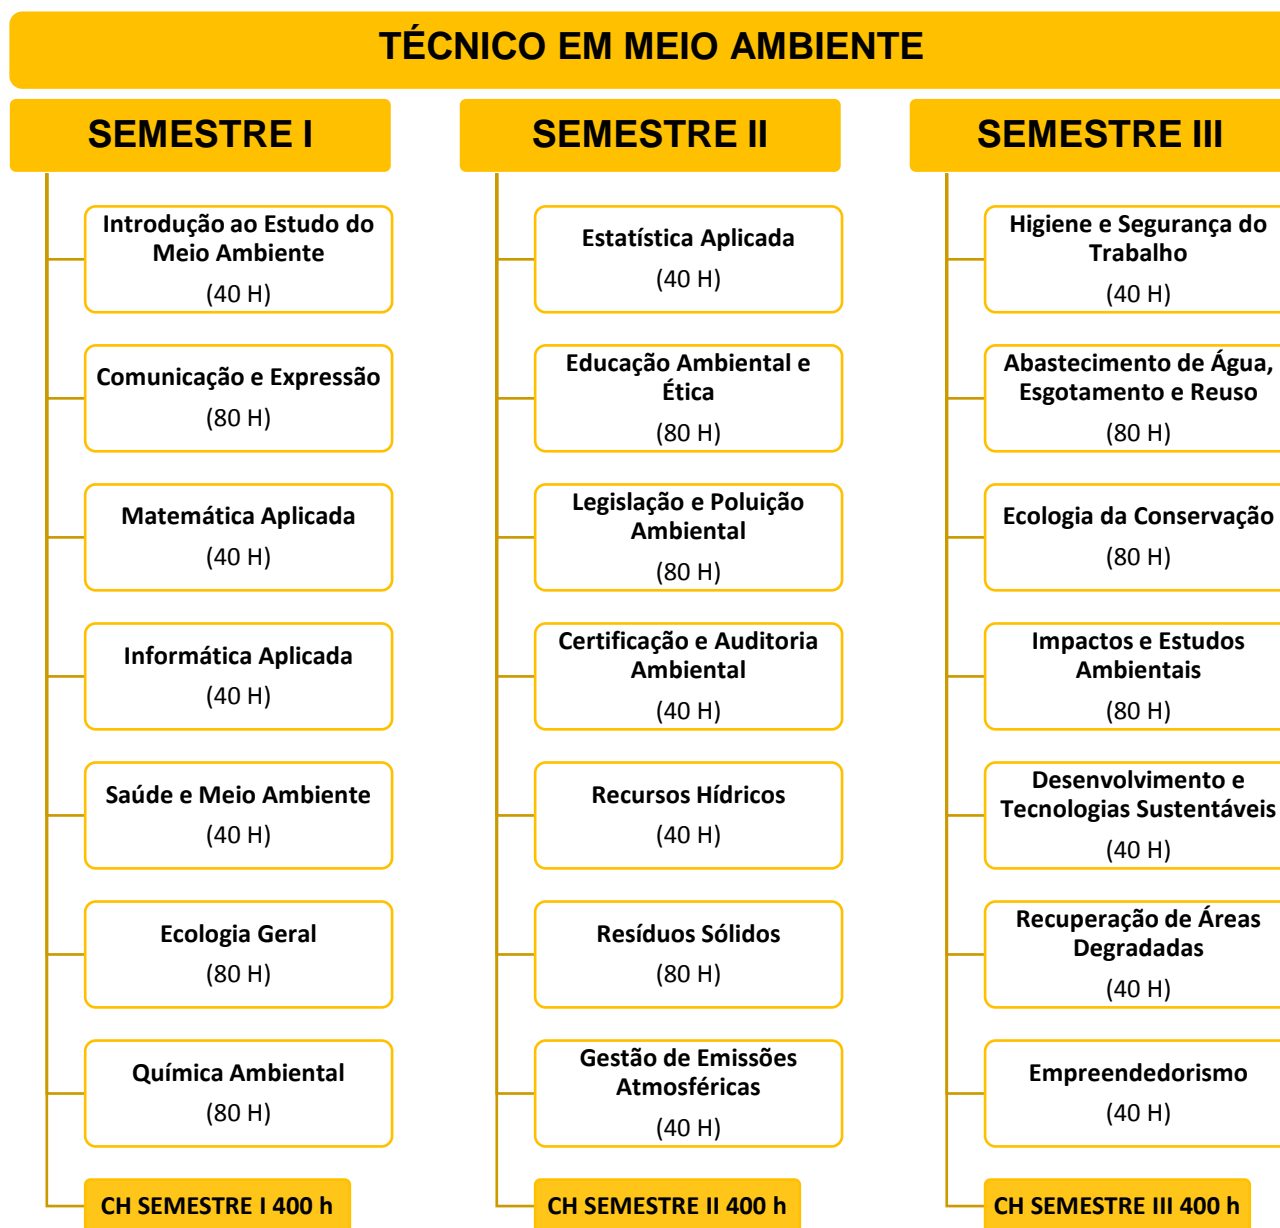 TÉCNICO EM MEIO AMBIENTE
SEMESTRE I
Introdução ao Estudo do
Meio Ambiente
(40 H)
Comunicação e Expressão
(80 H)
Matemática Aplicada
(40 H)
Informática Aplicada
(40 H)
Saúde e Meio Ambiente
(40 H)
Ecologia Geral
(80 H)
Química Ambiental
(80 H)
CH SEMESTRE I 400 h
SEMESTRE II
Estatística Aplicada
(40 H)
Educação Ambiental e
Ética
(80 H)
Legislação e Poluição
Ambiental
(80 H)
Certificação e Auditoria
Ambiental
(40 H)
Recursos Hídricos
(40 H)
Resíduos Sólidos
(80 H)
Gestão de Emissões
Atmosféricas
(40 H)
CH SEMESTRE II 400 h
SEMESTRE III
Higiene e Segurança do
Trabalho
(40 H)
Abastecimento de Água,
Esgotamento e Reuso
(80 H)
Ecologia da Conservação
(80 H)
Impactos e Estudos
Ambientais
(80 H)
Desenvolvimento e
Tecnologias Sustentáveis
(40 H)
Recuperação de Áreas
Degradadas
(40 H)
Empreendedorismo
(40 H)
CH SEMESTRE III 400 h